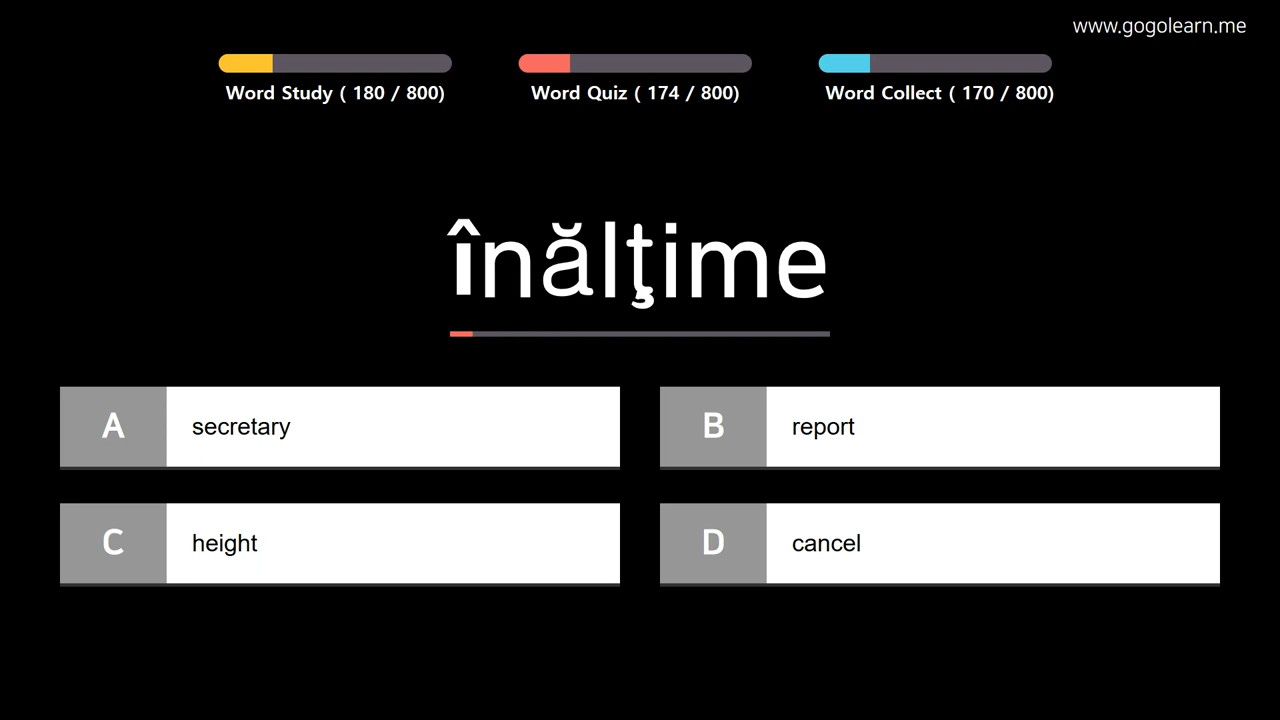 www.gogolearn.me
Word Study ( 180 / 800)
Word Quiz ( 174 / 800)
Word Collect ( 170 / 800)
înălţime
A secretary
B report
C height
D cancel